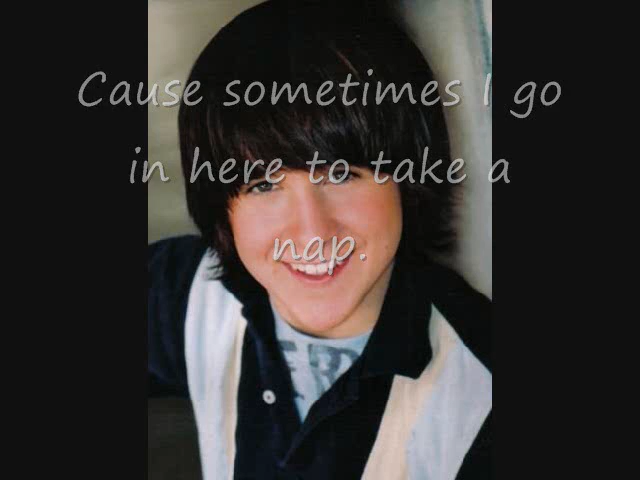 Cause sometimes I go
in here to take a
nap.